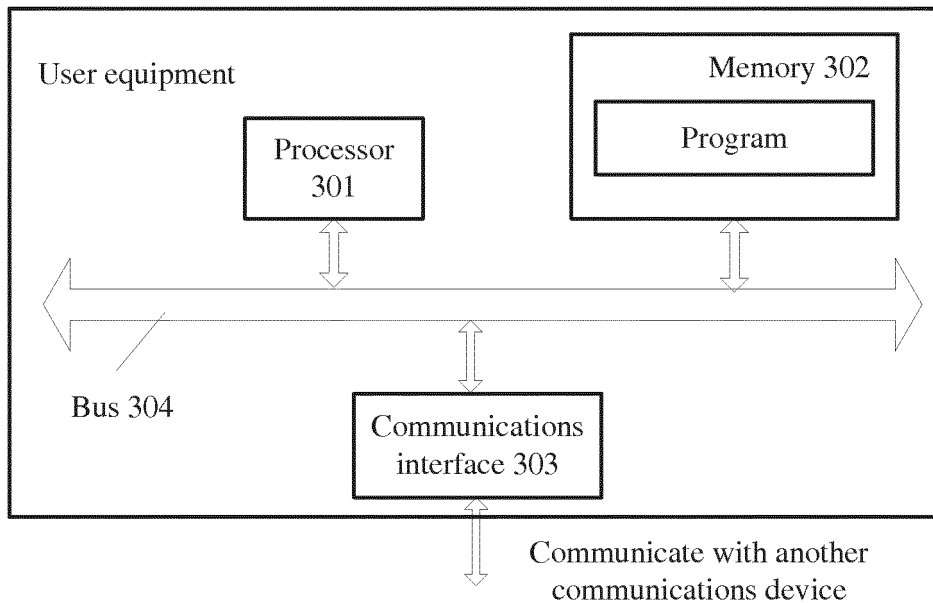 User equipment
Memory 302
Program
Processor
301
Bus 304
Communications
interface 303
Communicate with another
communications device